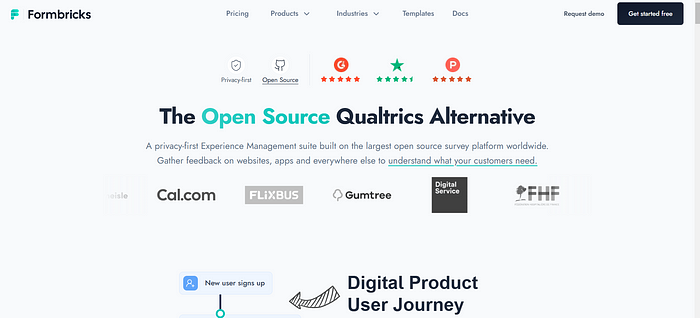 Formbricks
Pricing
Products
Industries
Templates
Docs
Request demo
Get started free
Privacy-first
Open Source
G
P
The Open Source Qualtrics Alternative
A privacy-first Experience Management suite built on the largest open source survey platform worldwide.
Gather feedback on websites, apps and everywhere else to understand what your customers need.
Cal.com
FLiXBUS
Gumtree
Digital
Service
FHF
New user signs up
Digital Product
User Journey